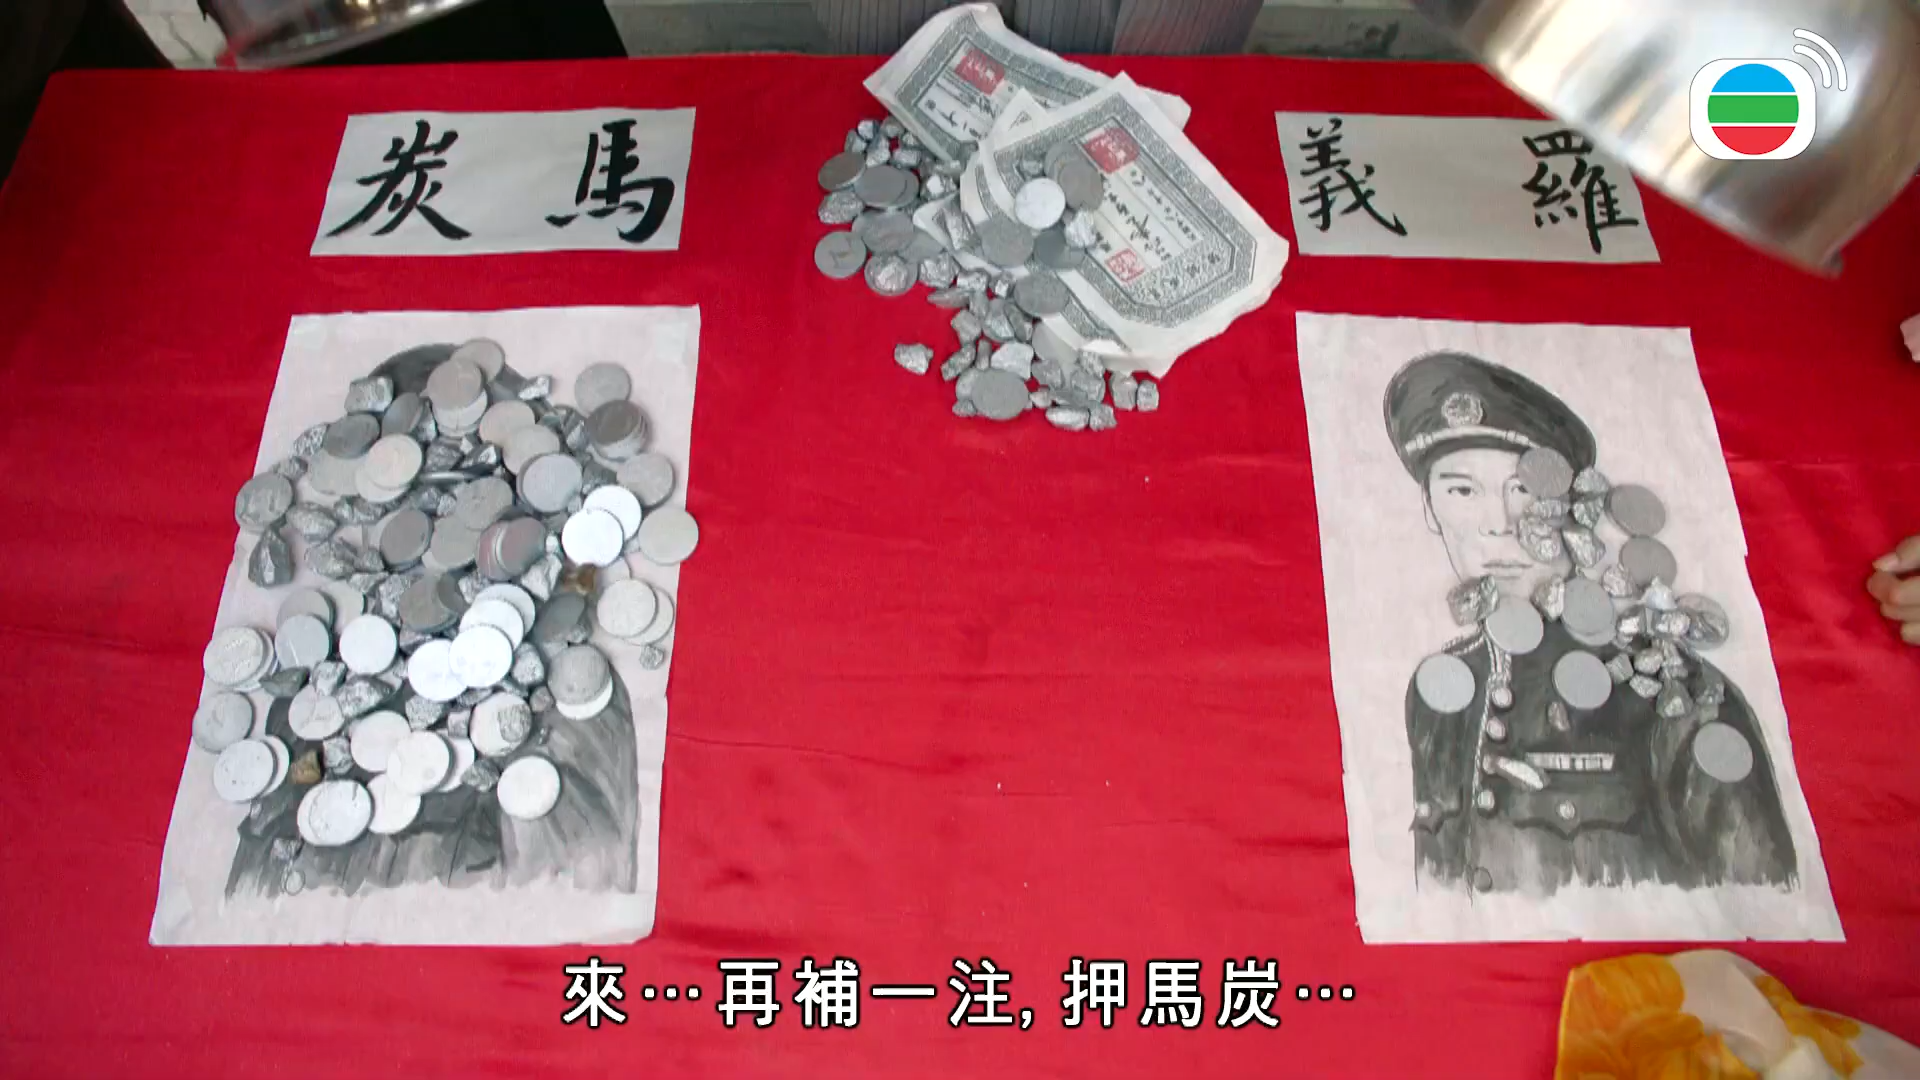 炭 馬
義 羅
來…再補一注, 押馬炭…